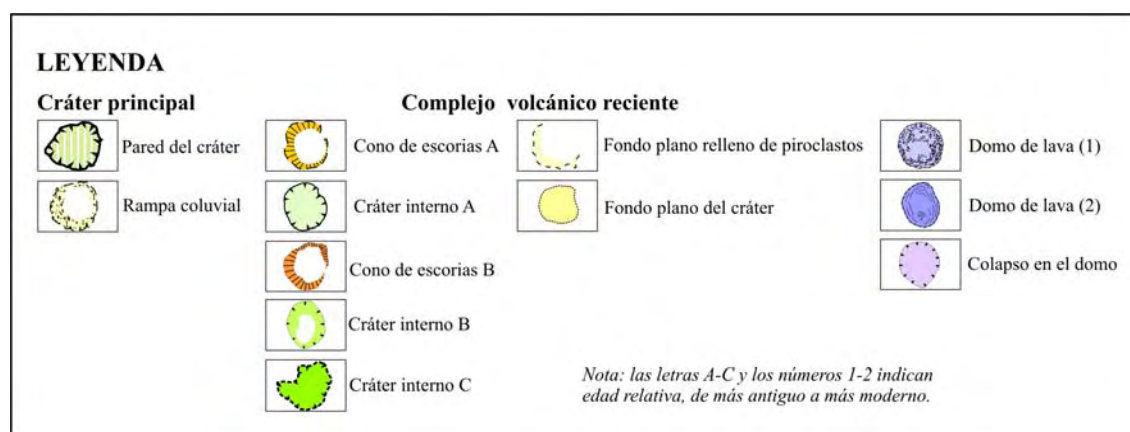 LEYENDA
Cráter principal
Complejo volcánico reciente
Pared del cráter
Rampa coluvial
Cono de escorias A
Cráter interno A
Cono de escorias B
Cráter interno B
Cráter interno C
Fondo plano relleno de piroclastos
Fondo plano del cráter
Domo de lava (1)
Domo de lava (2)
Colapso en el domo
Nota: las letras A-C y los números 1-2 indican
edad relativa, de más antiguo a más moderno.